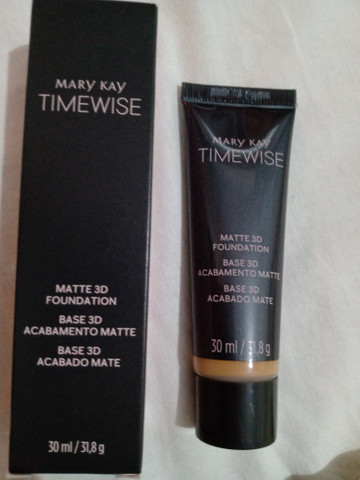 MARY KAY
TIMEWISE
MATTE 3D
FOUNDATION
BASE 3D
ACABAMENTO MATTE
BASE 3D
ACABADO MATE
30 ml / 31,8 g
MARY KAY
TIMEWISE
MATTE 3D
FOUNDATION
BASE 3D
ACABAMENTO MATTE
BASE 3D
ACABADO MATE
30 ml / 31,8 g